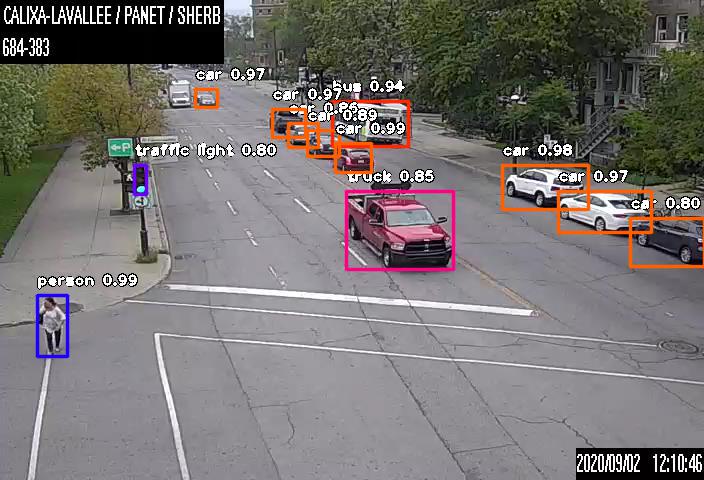 CALIXA-LAVALLEE / PANET / SHERB
684-383
car 0.97
bus 0.94
car 0.97
car 0.86
car 0.89
car 0.99
traffic light 0.80
car 0.98
truck 0.85
car 0.97
car 0.80
person 0.99
P
2020/09/02 12:10:46